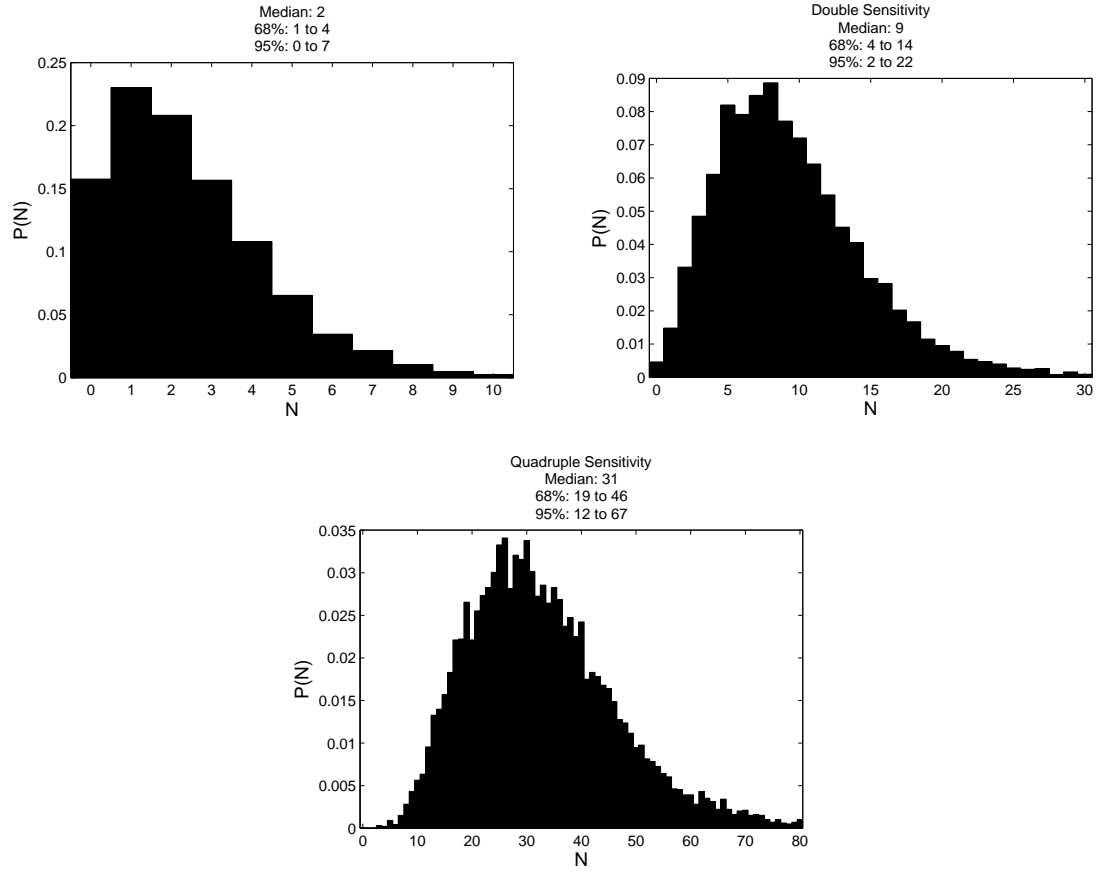 Median: 2
68%: 1 to 4
95%: 0 to 7
0.25
0.2
0.15
0.1
0.05
0
P(N)
0 1 2 3 4 5 6 7 8 9 10
N
Double Sensitivity
Median: 9
68%: 4 to 14
95%: 2 to 22
0.09
0.08
0.07
0.06
0.05
0.04
0.03
0.02
0.01
0
P(N)
0 5 10 15 20 25 30
N
Quadruple Sensitivity
Median: 31
68%: 19 to 46
95%: 12 to 67
0.035
0.03
0.025
0.02
0.015
0.01
0.005
0
P(N)
0 10 20 30 40 50 60 70 80
N